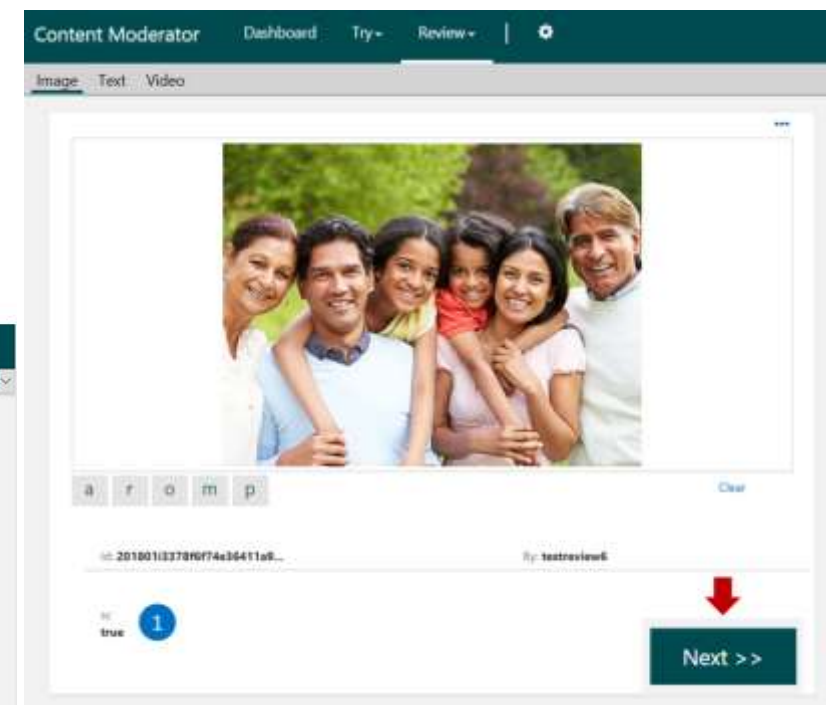 Content Moderator Dashboard Try Review |
Image Text Video
a r o m p
Clear
By: testreview6
true
1
Next >>